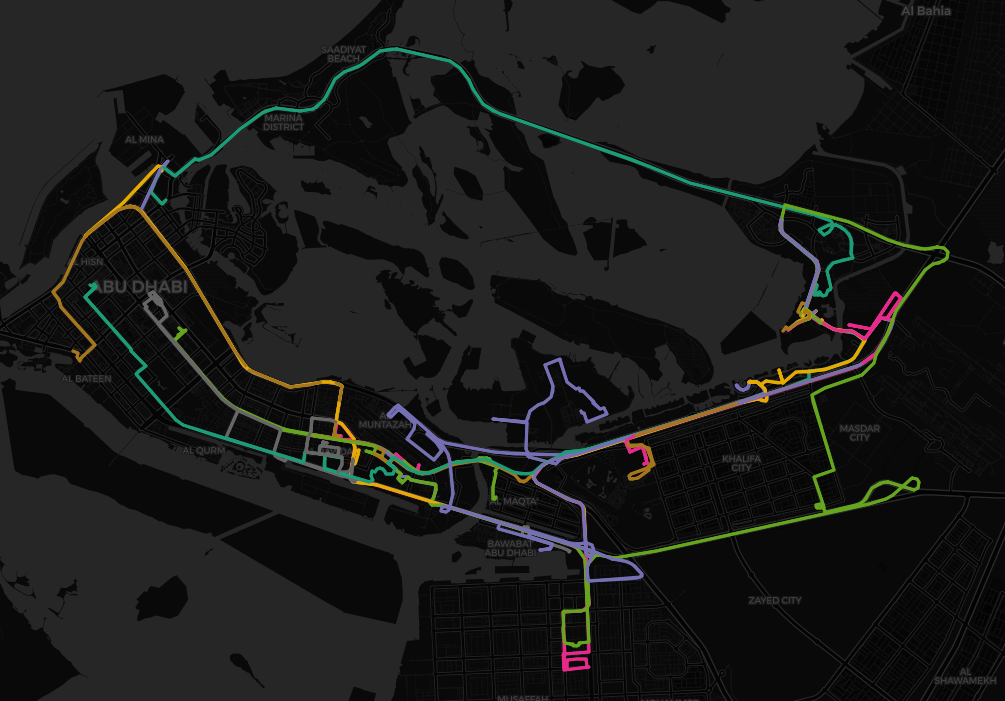 Al Bahia
SAADIYAT
BEACH
MARINA
DISTRICT
AL MINA
AL HISN
ABU DHABI
AL BATEEN
AL QURM
MUNTAZAH
AL MAQTA'
BAWABAT
ABU DHABI
MASDAR
CITY
KHALIFA
CITY
ZAYED CITY
AL
SHAWAMEKH
MUSAFFAH